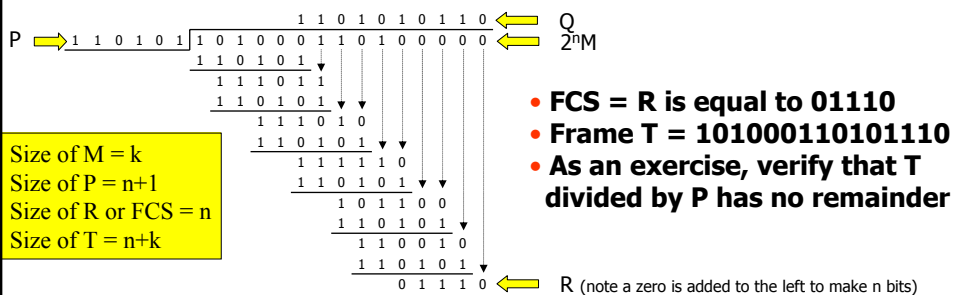 1 1 0 1 0 1 0 1 1 0 Q
P 1 1 0 1 0 1 1 0 1 0 0 0 1 1 0 1 0 0 0 0 0 2ⁿM
1 1 0 1 0 1
1 1 1 0 1 1
1 1 0 1 0 1
1 1 1 0 1 0
1 1 0 1 0 1
1 1 1 1 1 0
1 1 0 1 0 1
1 0 1 1 0 0
1 1 0 1 0 1
1 1 0 0 1 0
1 1 0 1 0 1
0 1 1 1 0 R (note a zero is added to the left to make n bits)
Size of M = k
Size of P = n+1
Size of R or FCS = n
Size of T = n+k
• FCS = R is equal to 01110
• Frame T = 101000110101110
• As an exercise, verify that T
divided by P has no remainder